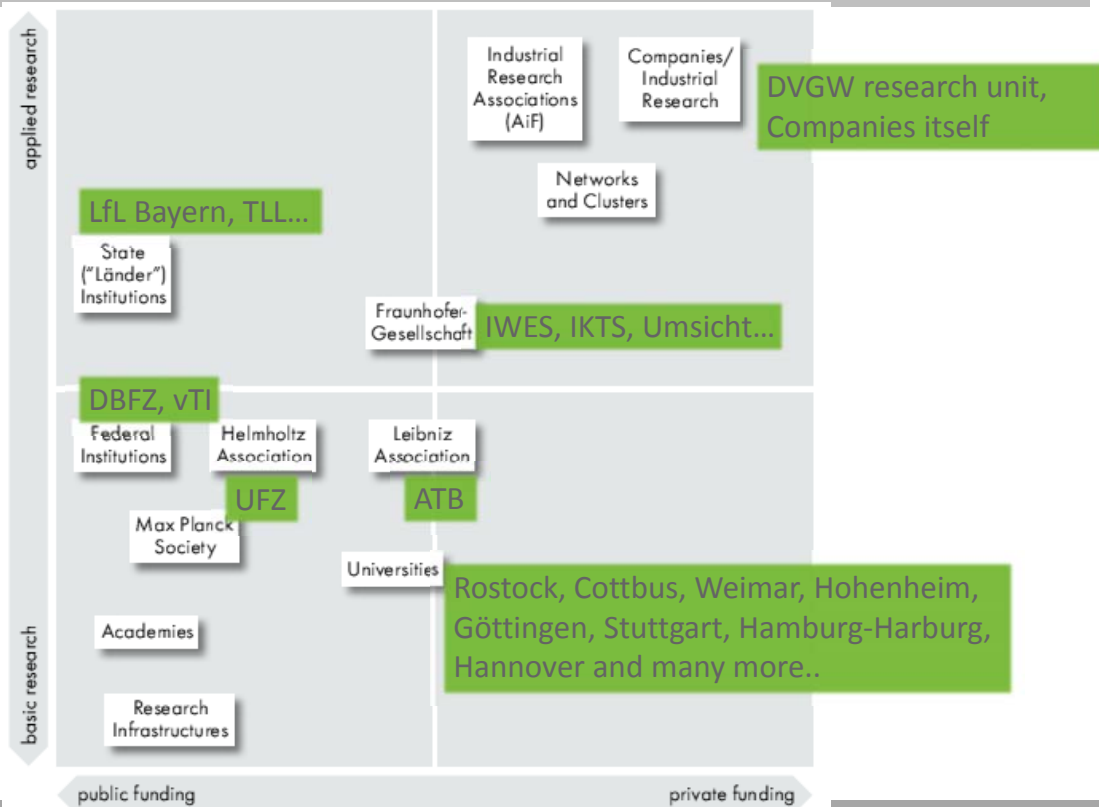 applied research
Industrial
Research
Associations
(AiF)
Companies/
Industrial
Research
DVGW research unit,
Companies itself
Networks
and Clusters
LfL Bayern, TLL...
State
("Länder")
Institutions
Fraunhofer-
Gesellschaft
IWES, IKTS, Umsicht...
DBFZ, vTI
Federal
Institutions
Helmholtz
Association
Leibniz
Association
UFZ
ATB
Max Planck
Society
Universities
Rostock, Cottbus, Weimar, Hohenheim,
Göttingen, Stuttgart, Hamburg-Harburg,
Hannover and many more..
Academies
basic research
Research
Infrastructures
public funding
private funding